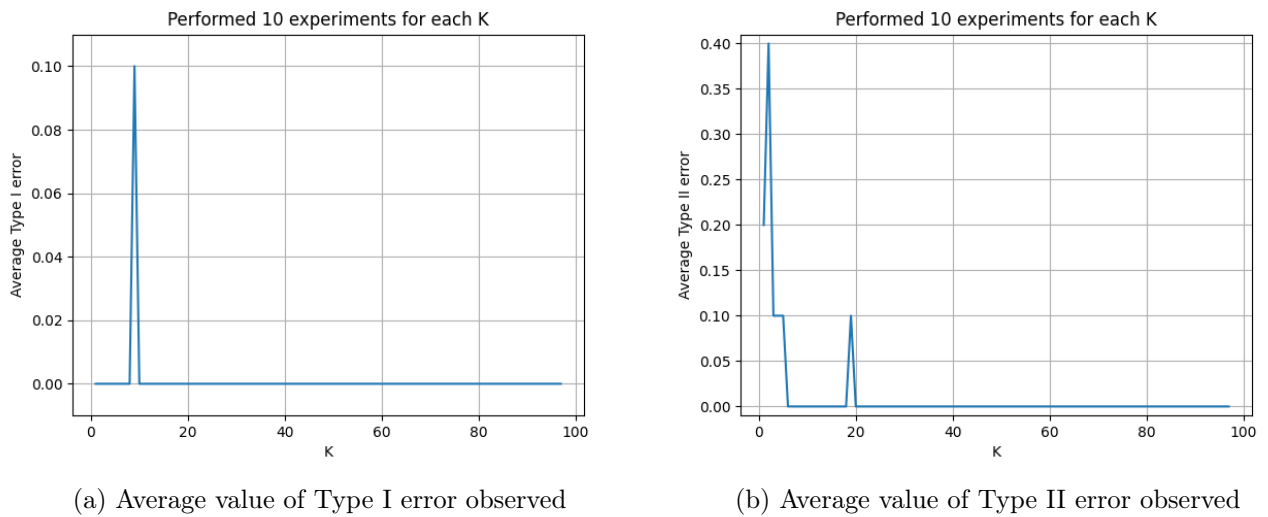 Performed 10 experiments for each K
Average Type I error
0.10
0.08
0.06
0.04
0.02
0.00
0 20 40 60 80 100
K
(a) Average value of Type I error observed
Performed 10 experiments for each K
Average Type II error
0.40
0.35
0.30
0.25
0.20
0.15
0.10
0.05
0.00
0 20 40 60 80 100
K
(b) Average value of Type II error observed